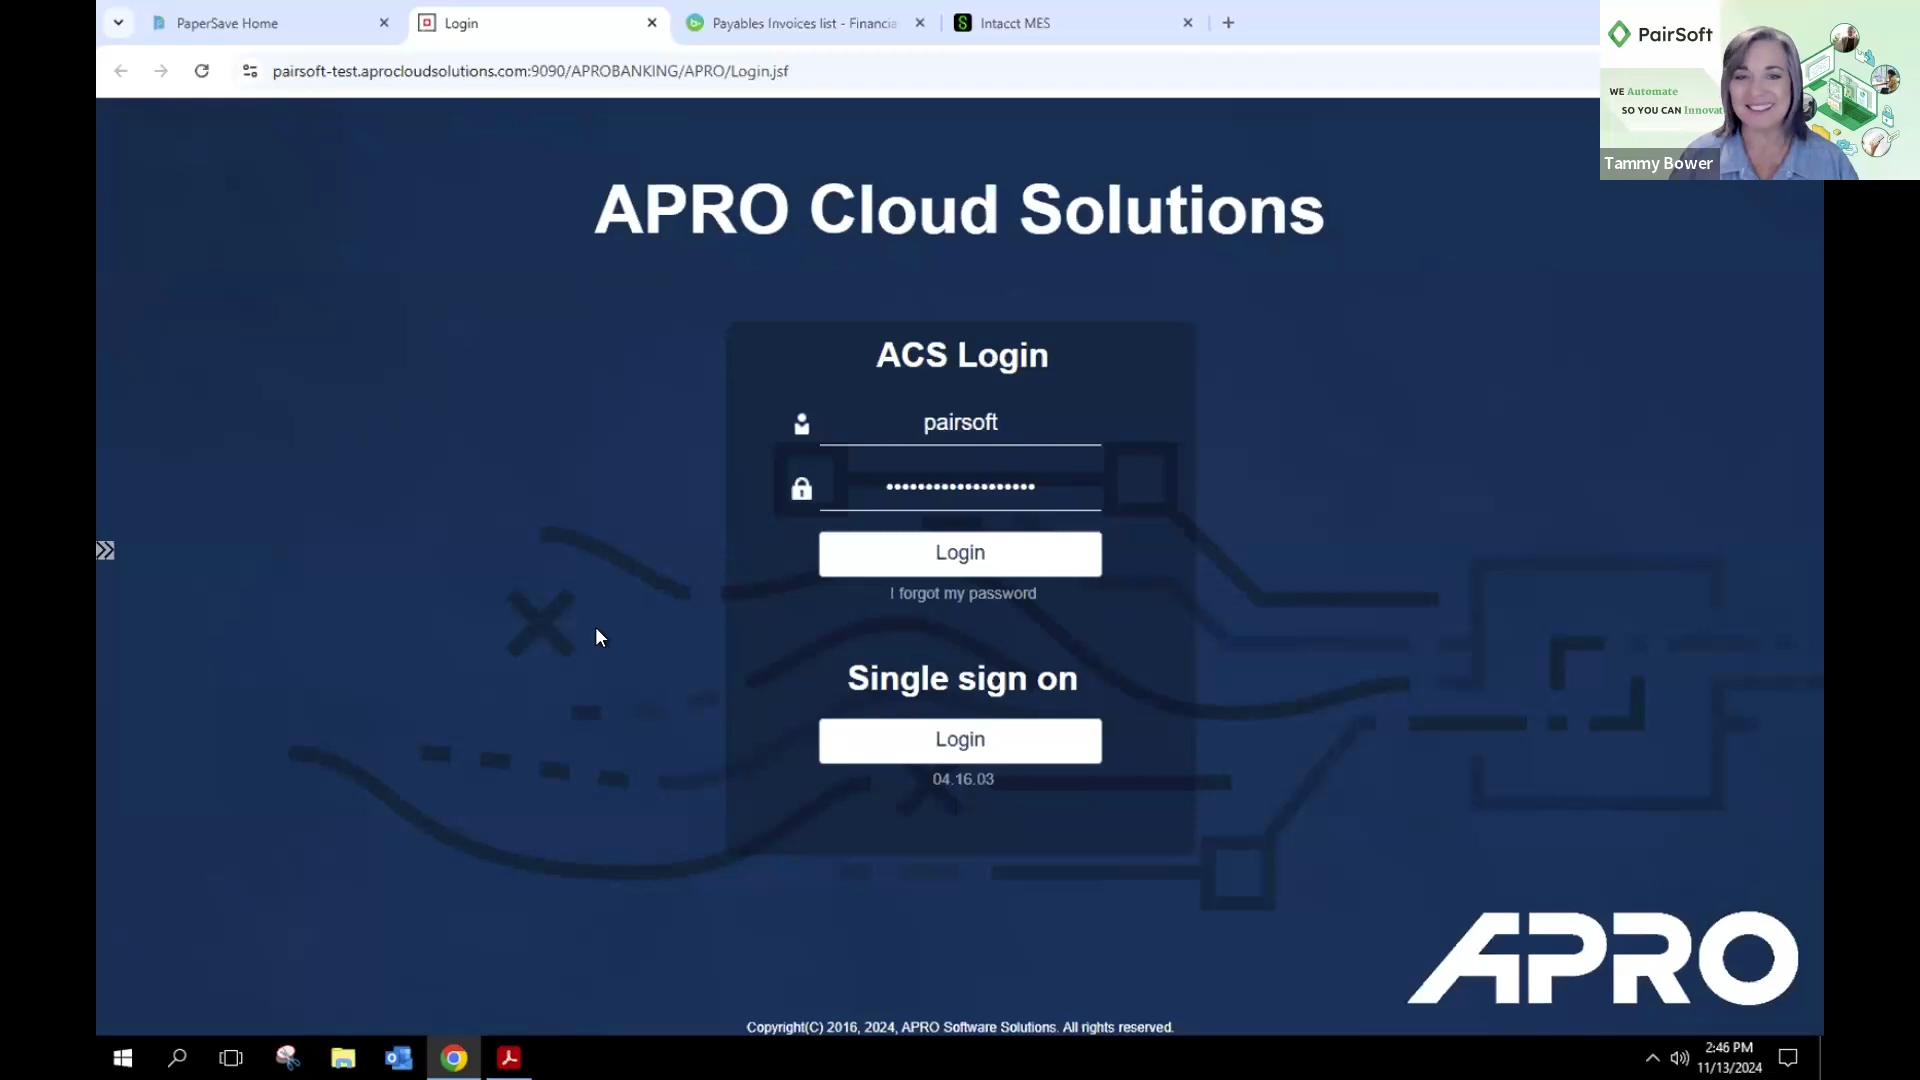 PaperSave Home
Login
Payables Invoices list - Financia
Intacct MES
pairsoft-test.aprocloudsolutions.com:9090/APROBANKING/APRO/Login.jsf
PairSoft
WE Automate
SO YOU CAN Innovat
Tammy Bower
APRO Cloud Solutions
ACS Login
pairsoft
•••••••••••••••••••
Login
I forgot my password
Single sign on
Login
04.16.03
APRO
Copyright(C) 2016, 2024, APRO Software Solutions. All rights reserved.
2:46 PM
11/13/2024